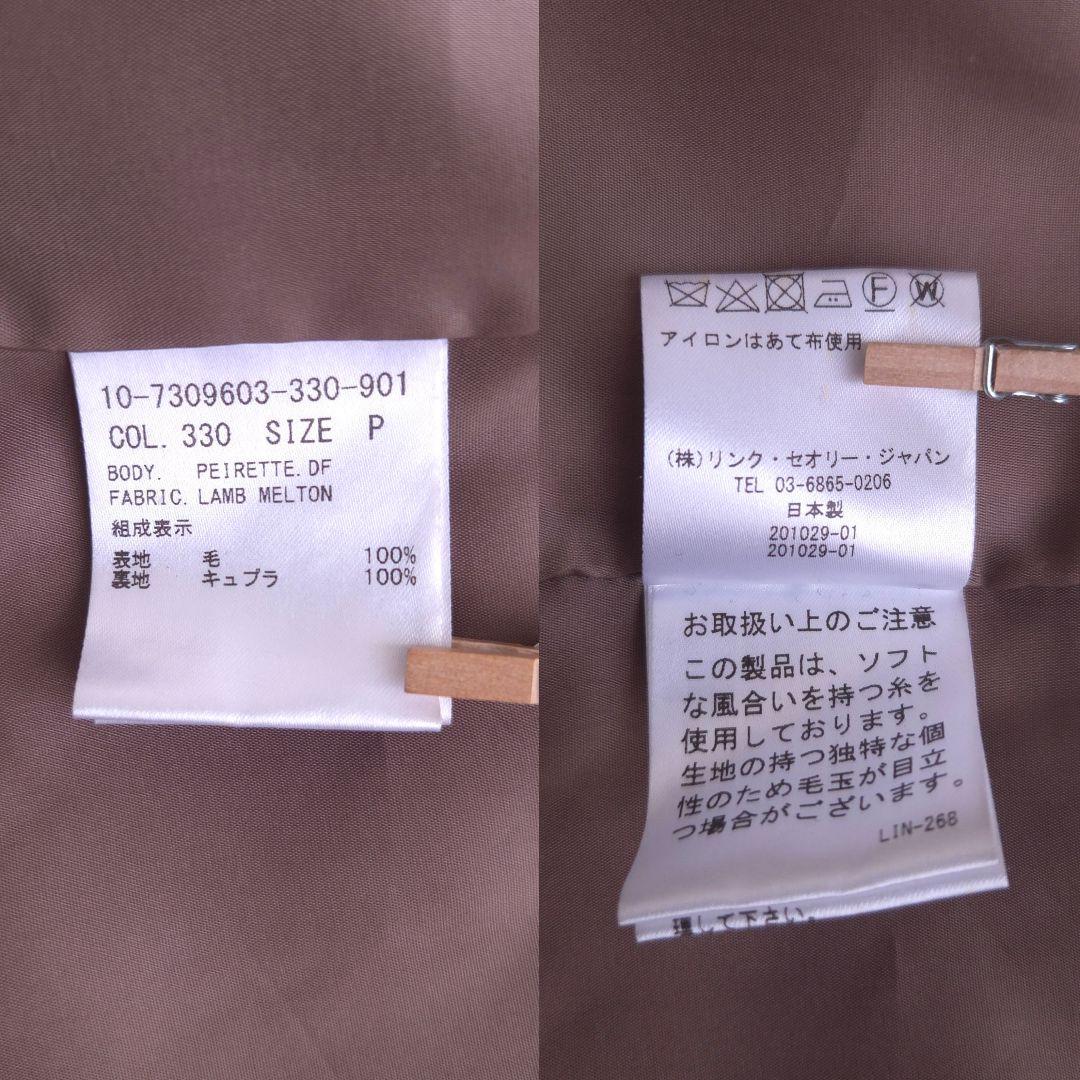 10-7309603-330-901
COL. 330 SIZE P
BODY. PEIRETTE.DF
FABRIC. LAMB MELTON
組成表示
表地 毛 100%
裏地 キュプラ 100%
F W
アイロンはあて布使用
(株)リンク・セオリー・ジャパン
TEL 03-6865-0206
日本製
201029-01
201029-01
お取扱い上のご注意
この製品は、ソフト
な風合いを持つ糸を
使用しております。
生地の持つ独特な個
性のため毛玉が目立
つ場合がございます。
LIN-268
理して下さい。